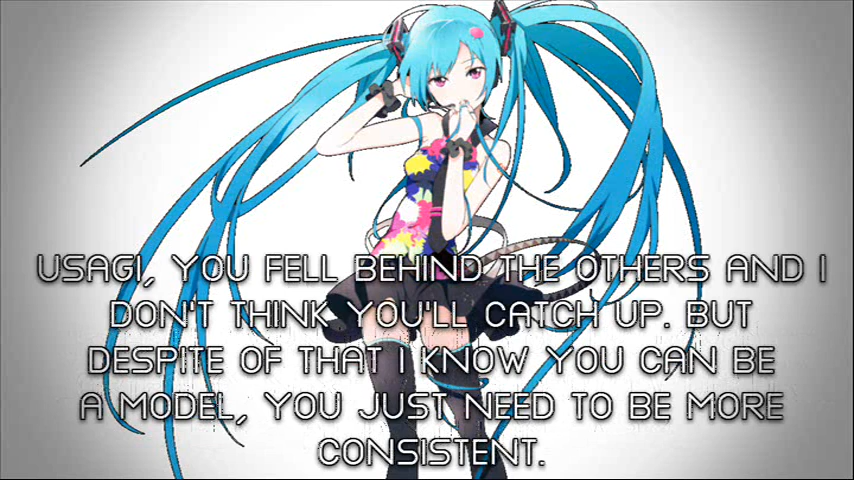 USAGI, YOU FELL BEHIND THE OTHERS AND I
DON'T THINK YOU'LL CATCH UP. BUT
DESPITE OF THAT I KNOW YOU CAN BE
A MODEL, YOU JUST NEED TO BE MORE
CONSISTENT.